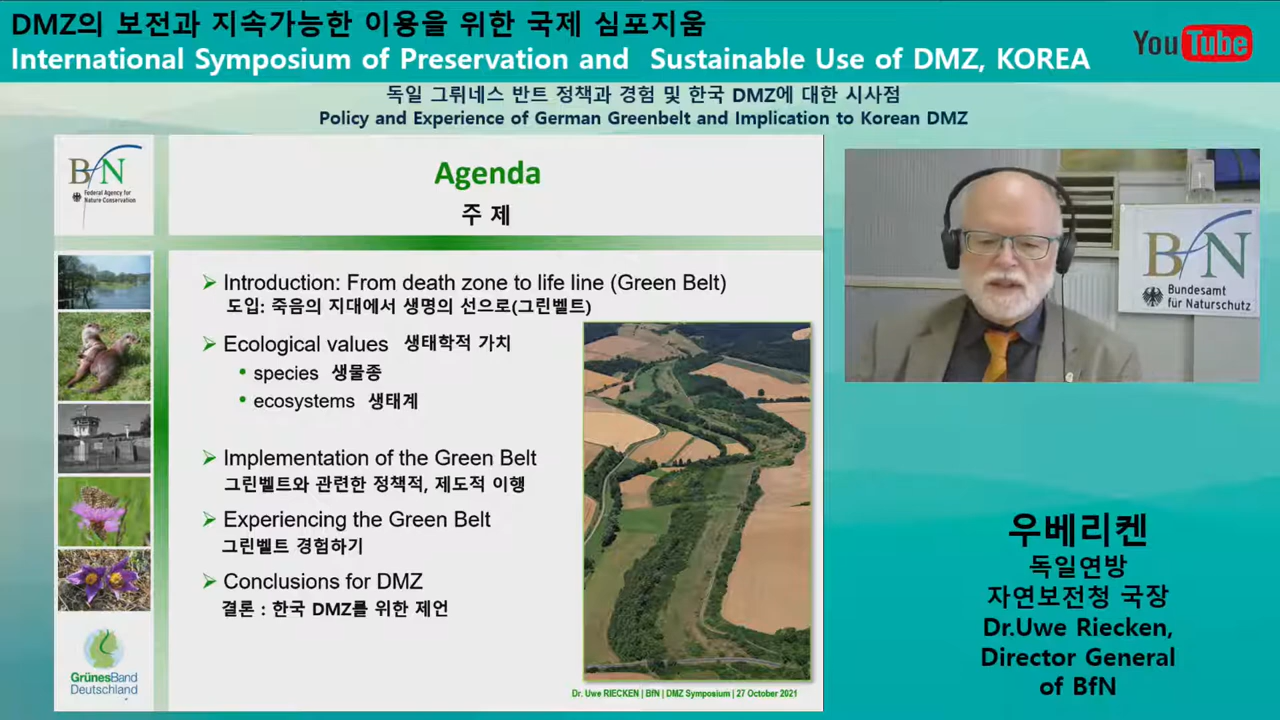 DMZ의 보전과 지속가능한 이용을 위한 국제 심포지움
International Symposium of Preservation and Sustainable Use of DMZ, KOREA
YouTube
독일 그뤼네스 반트 정책과 경험 및 한국 DMZ에 대한 시사점
Policy and Experience of German Greenbelt and Implication to Korean DMZ
BfN
Federal Agency for
Nature Conservation
Agenda
주 제
Introduction: From death zone to life line (Green Belt)
도입: 죽음의 지대에서 생명의 선으로(그린벨트)
Ecological values 생태학적 가치
• species 생물종
• ecosystems 생태계
Implementation of the Green Belt
그린벨트와 관련한 정책적, 제도적 이행
Experiencing the Green Belt
그린벨트 경험하기
Conclusions for DMZ
결론 : 한국 DMZ를 위한 제언
GrünesBand
Deutschland
Dr. Uwe RIECKEN | BfN | DMZ Symposium | 27 October 2021
BfN
Bundesamt
für Naturschutz
우베리켄
독일연방
자연보전청 국장
Dr.Uwe Riecken,
Director General
of BfN